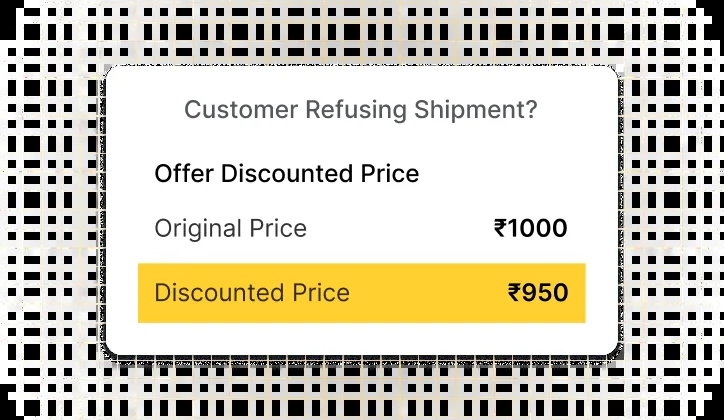 Customer Refusing Shipment?
Offer Discounted Price
Original Price ₹1000
Discounted Price ₹950